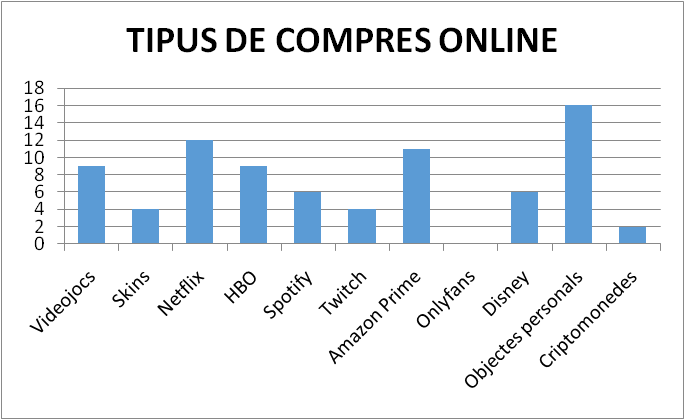 TIPUS DE COMPRES ONLINE
18
16
14
12
10
8
6
4
2
0
Videojocs
Skins
Netflix
HBO
Spotify
Twitch
Amazon Prime
Onlyfans
Disney
Objectes personals
Criptomonedes